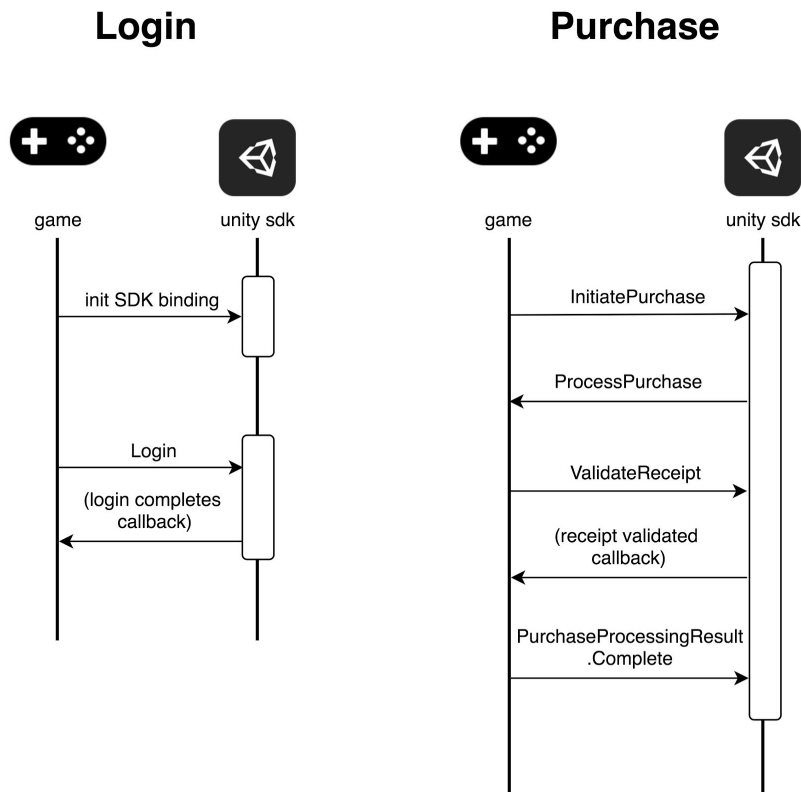 Login
game
unity sdk
init SDK binding
Login
(login completes
callback)
Purchase
game
unity sdk
InitiatePurchase
ProcessPurchase
ValidateReceipt
(receipt validated
callback)
PurchaseProcessingResult
.Complete